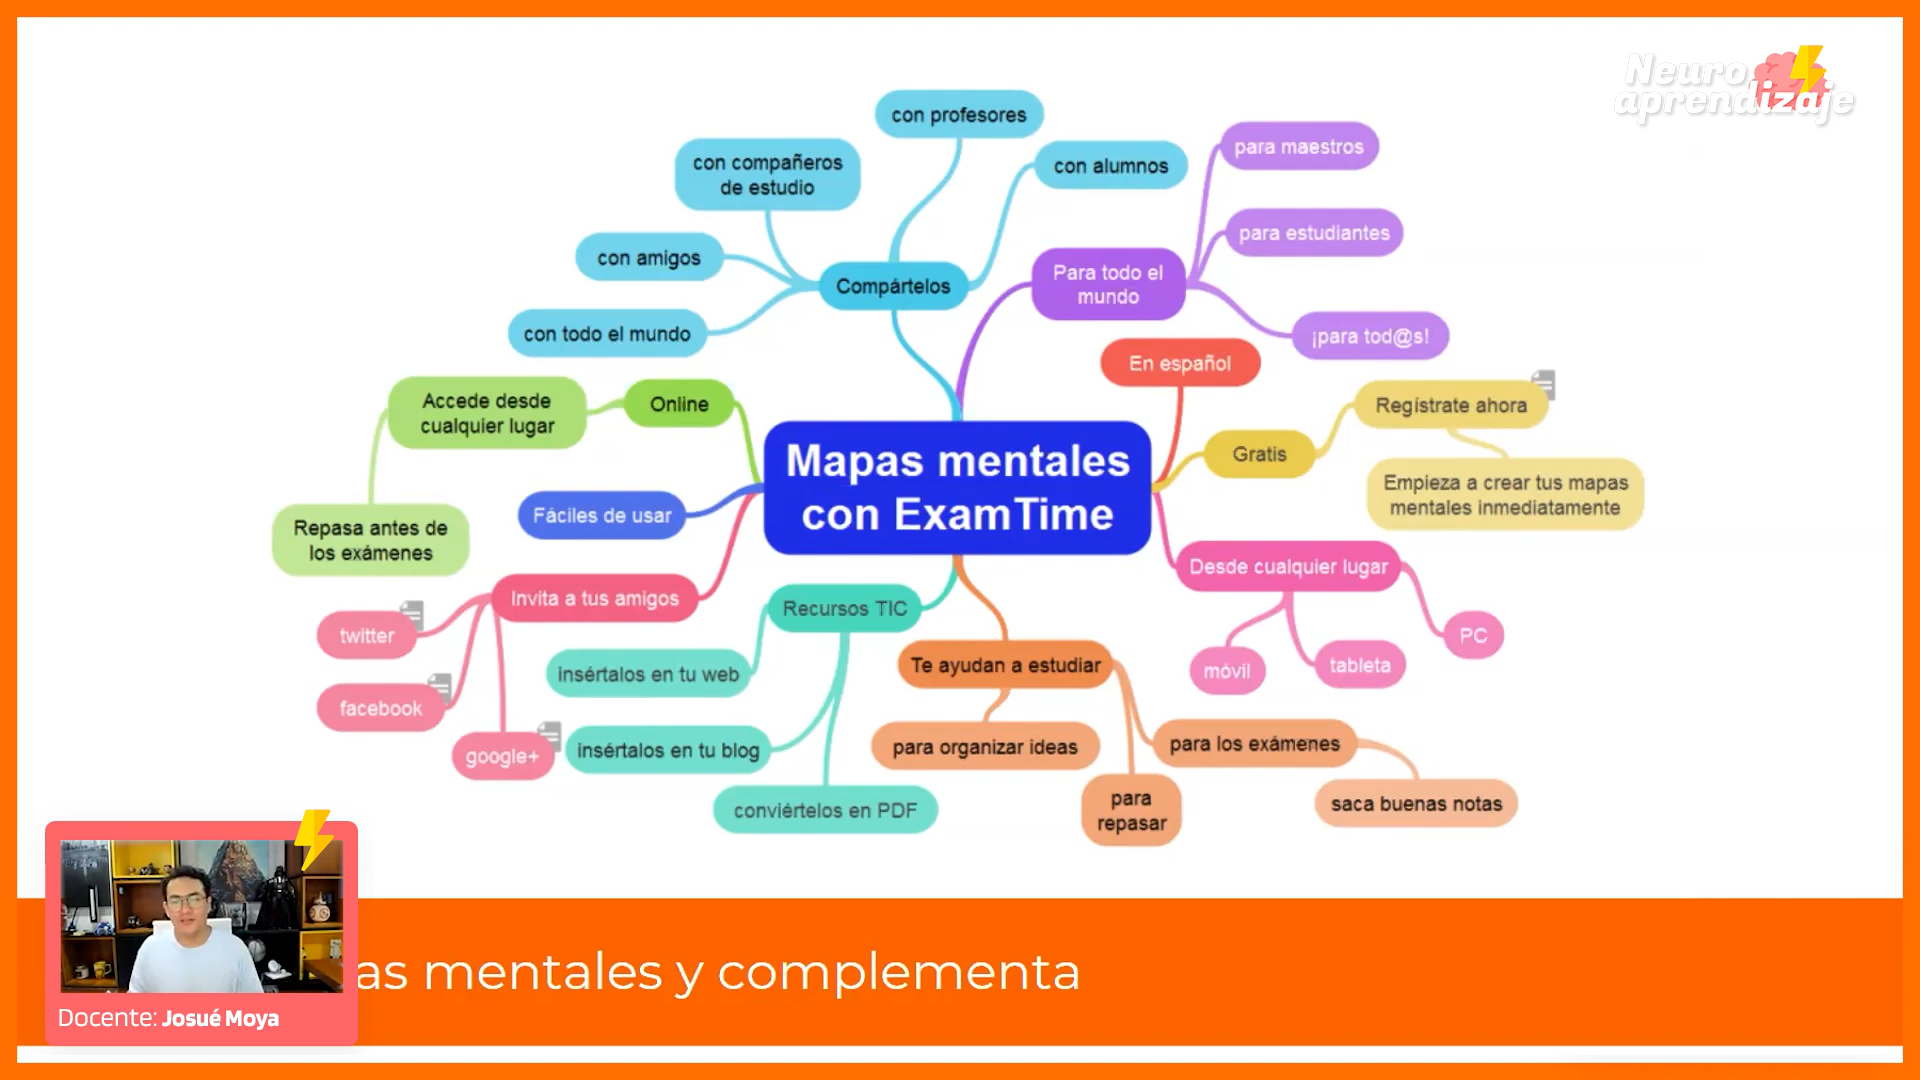 Neuro
aprendizaje
con profesores
con compañeros
de estudio
con alumnos
con amigos
con todo el mundo
Compártelos
para maestros
para estudiantes
¡para tod@s!
Para todo el
mundo
En español
Gratis
Regístrate ahora
Empieza a crear tus mapas
mentales inmediatamente
Accede desde
cualquier lugar
Online
Repasa antes de
los exámenes
Fáciles de usar
Mapas mentales
con ExamTime
Invita a tus amigos
twitter
facebook
google+
Recursos TIC
insértalos en tu web
insértalos en tu blog
conviértelos en PDF
Te ayudan a estudiar
para organizar ideas
para
repasar
para los exámenes
saca buenas notas
Desde cualquier lugar
móvil
tableta
PC
as mentales y complementa
Docente: Josué Moya